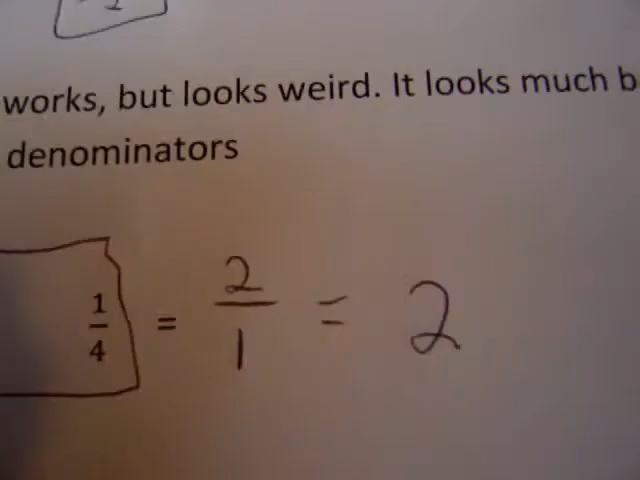 works, but looks weird. It looks much b
denominators
1/4 = 2/1 = 2